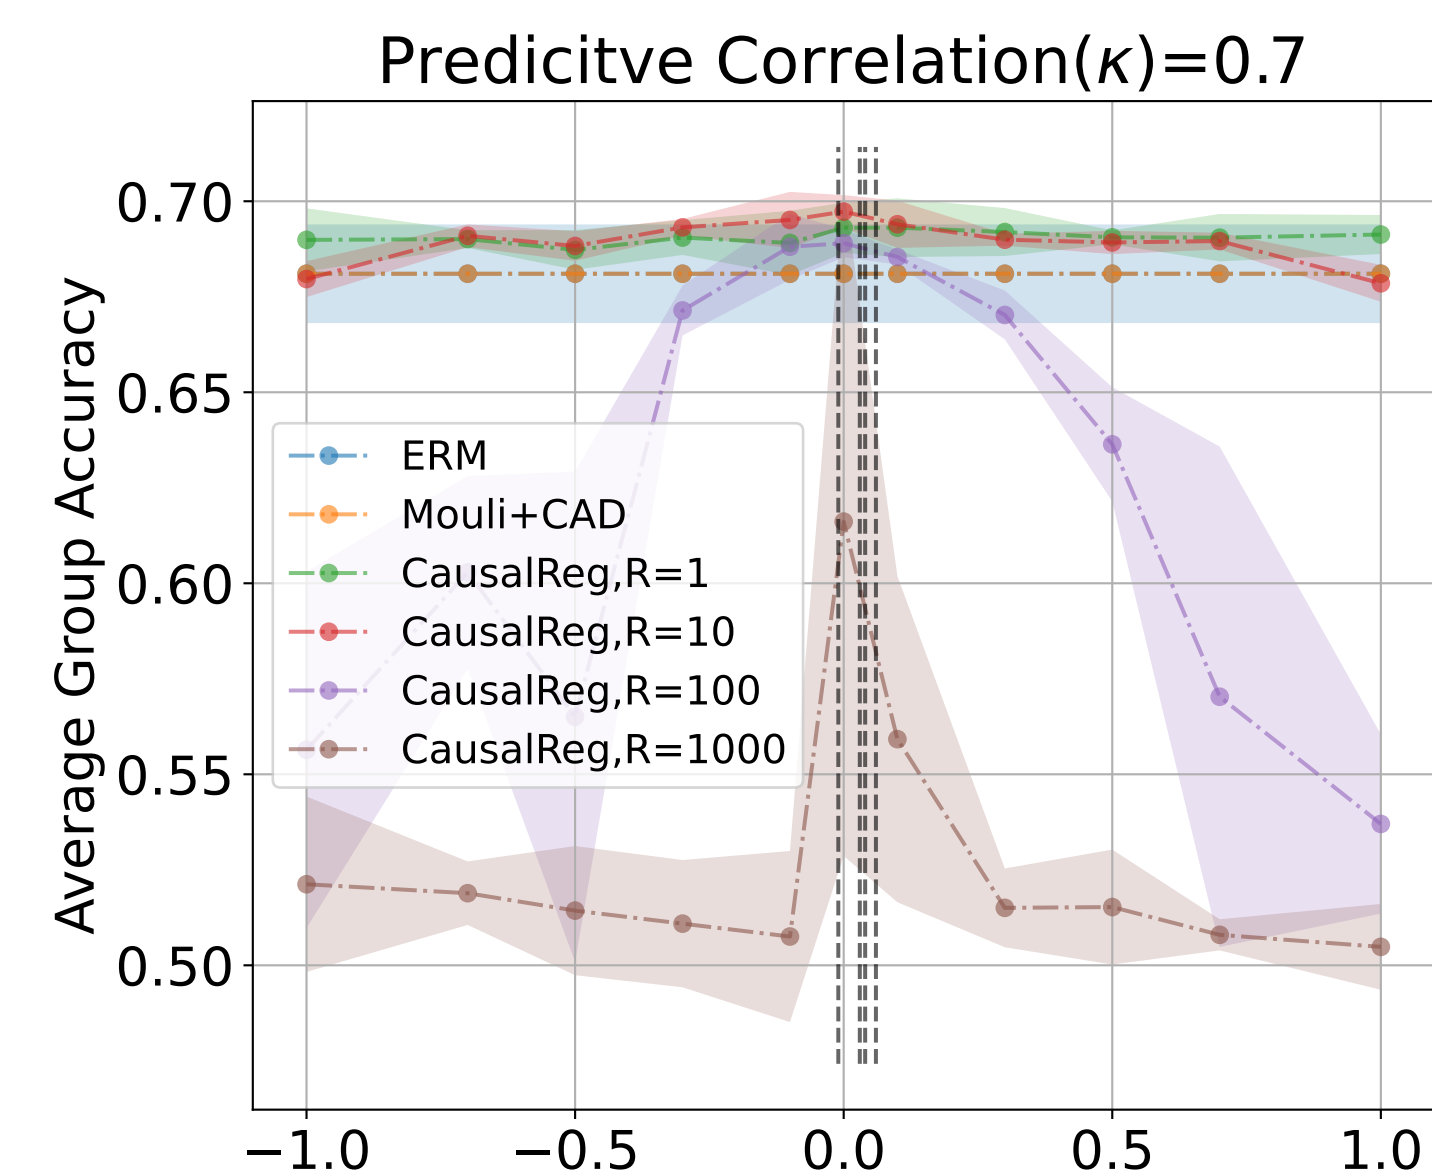 Predicitve Correlation(κ)=0.7
Average Group Accuracy
0.70
0.65
0.60
0.55
0.50
ERM
Mouli+CAD
CausalReg,R=1
CausalReg,R=10
CausalReg,R=100
CausalReg,R=1000
−1.0 −0.5 0.0 0.5 1.0